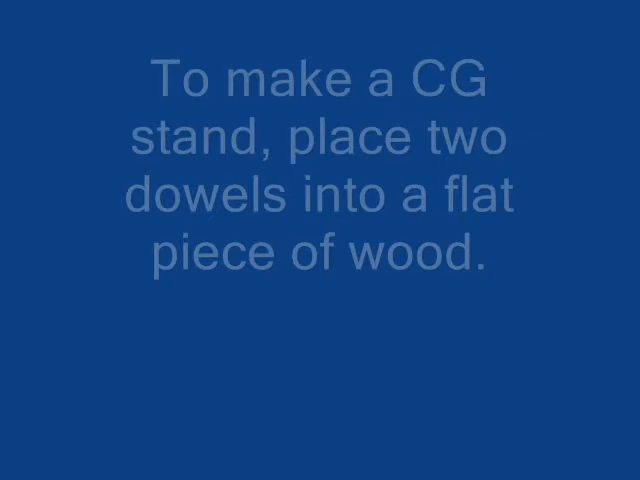 To make a CG
stand, place two
dowels into a flat
piece of wood.